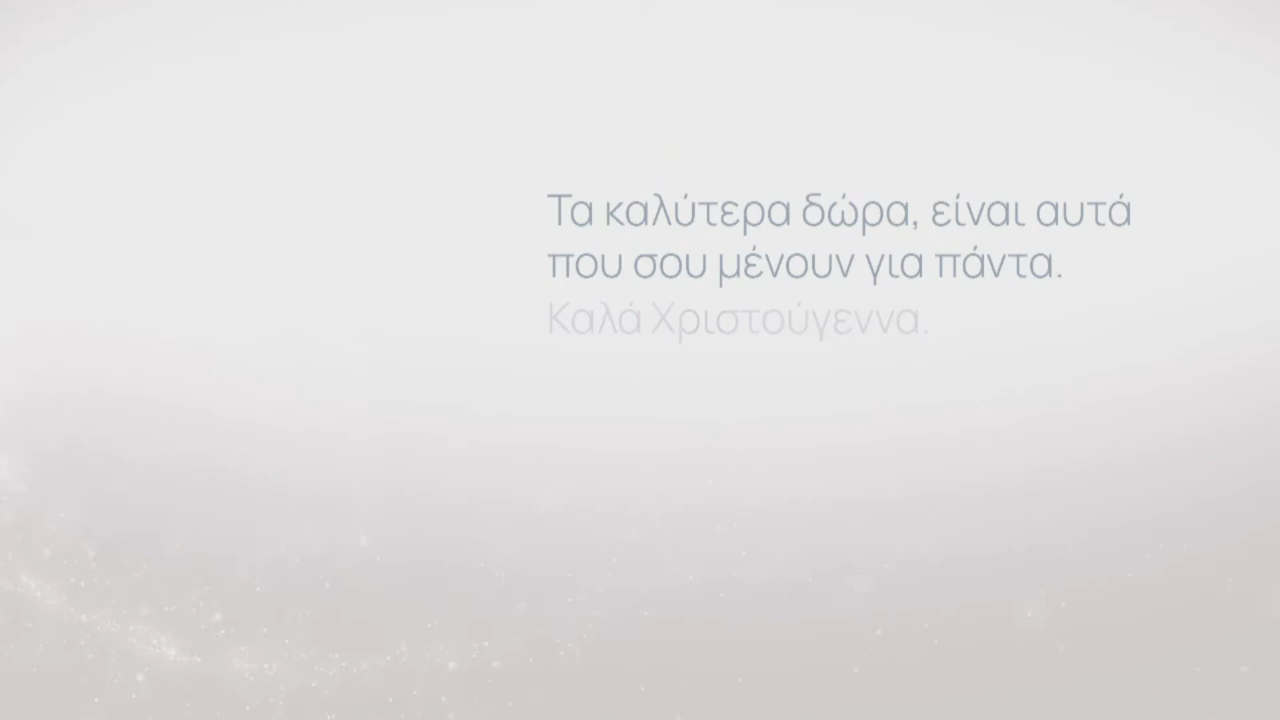 Τα καλύτερα δώρα, είναι αυτά
που σου μένουν για πάντα.
Καλά Χριστούγεννα.